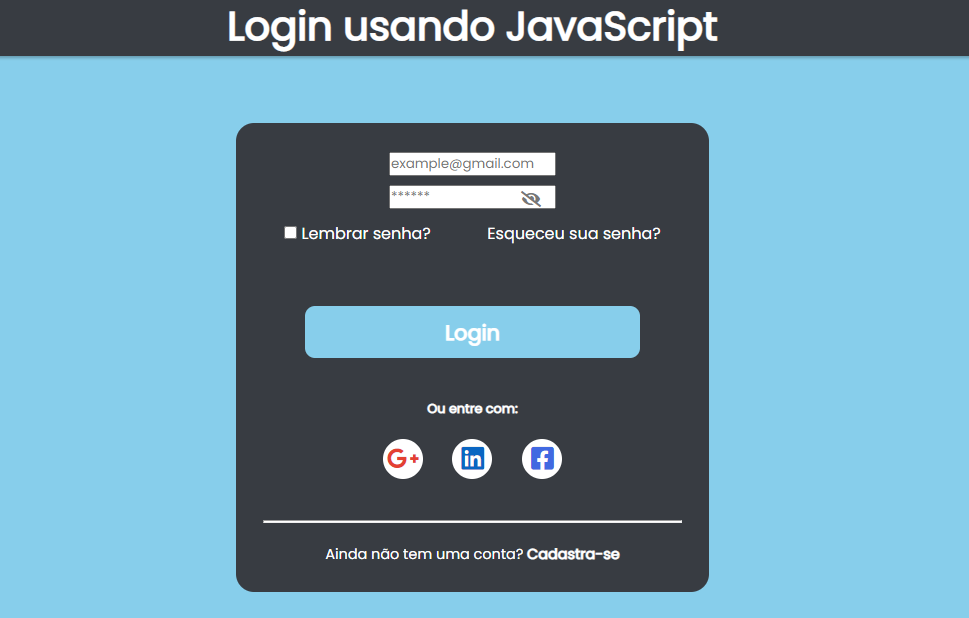 Login usando JavaScript
example@gmail.com
******
Lembrar senha? Esqueceu sua senha?
Login
Ou entre com:
G+ in f
Ainda não tem uma conta? Cadastra-se